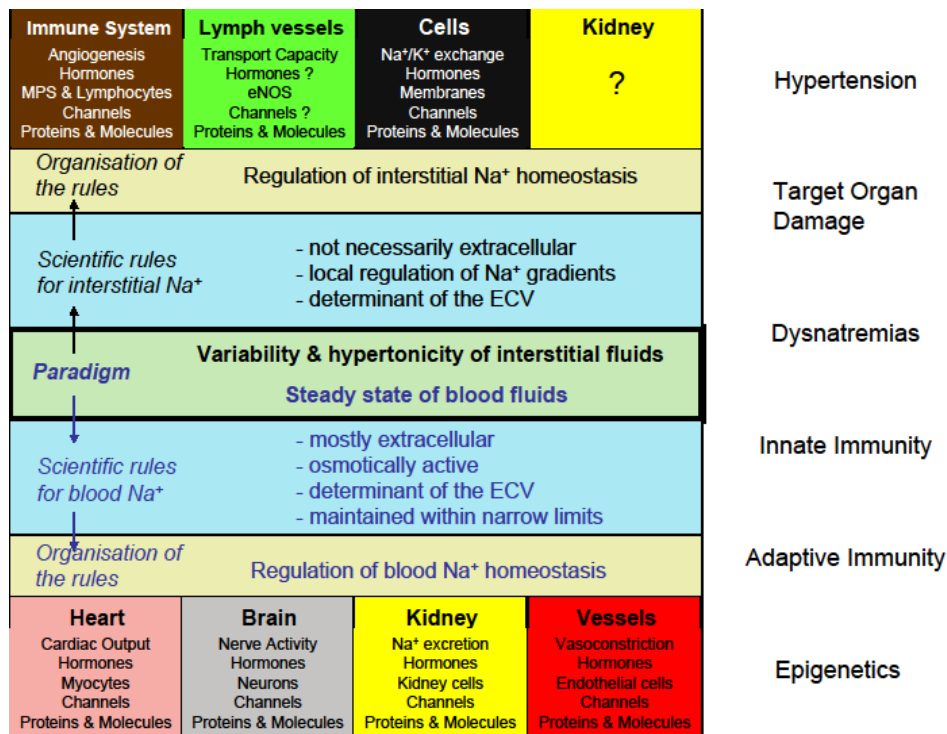 Immune System
Angiogenesis
Hormones
MPS & Lymphocytes
Channels
Proteins & Molecules
Lymph vessels
Transport Capacity
Hormones ?
eNOS
Channels ?
Proteins & Molecules
Cells
Na⁺/K⁺ exchange
Hormones
Membranes
Channels
Proteins & Molecules
Kidney
?
Organisation of
the rules
Regulation of interstitial Na⁺ homeostasis
Scientific rules
for interstitial Na⁺
- not necessarily extracellular
- local regulation of Na⁺ gradients
- determinant of the ECV
Paradigm
Variability & hypertonicity of interstitial fluids
Steady state of blood fluids
Scientific rules
for blood Na⁺
- mostly extracellular
- osmotically active
- determinant of the ECV
- maintained within narrow limits
Organisation of
the rules
Regulation of blood Na⁺ homeostasis
Heart
Cardiac Output
Hormones
Myocytes
Channels
Proteins & Molecules
Brain
Nerve Activity
Hormones
Neurons
Channels
Proteins & Molecules
Kidney
Na⁺ excretion
Hormones
Kidney cells
Channels
Proteins & Molecules
Vessels
Vasoconstriction
Hormones
Endothelial cells
Channels
Proteins & Molecules
Hypertension
Target Organ
Damage
Dysnatremias
Innate Immunity
Adaptive Immunity
Epigenetics